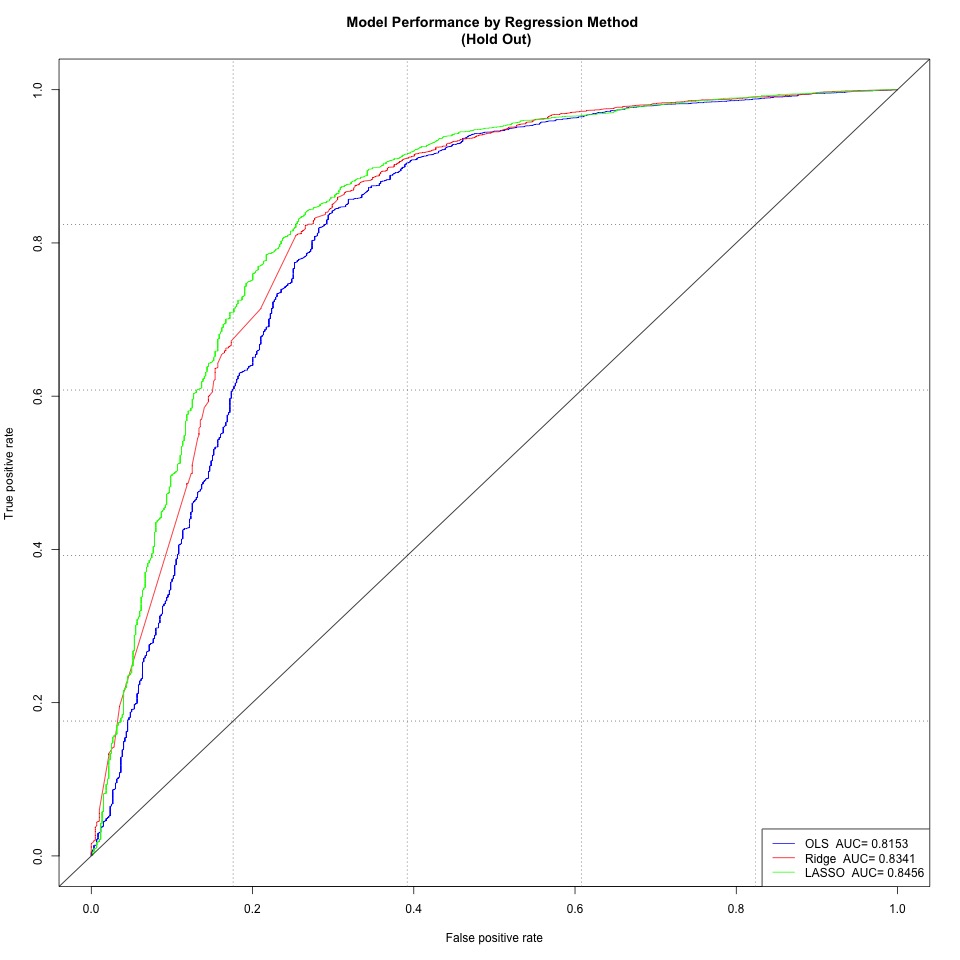 Model Performance by Regression Method
(Hold Out)
True positive rate
1.0
0.8
0.6
0.4
0.2
0.0
OLS AUC= 0.8153
Ridge AUC= 0.8341
LASSO AUC= 0.8456
0.0 0.2 0.4 0.6 0.8 1.0
False positive rate